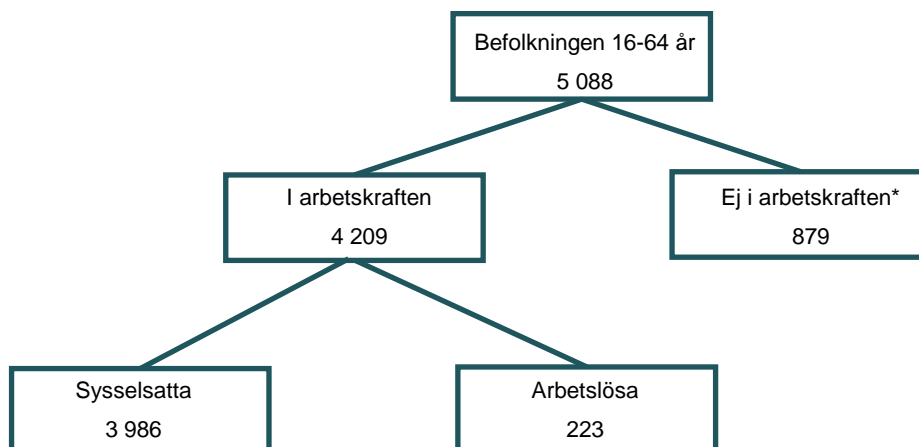 Befolkningen 16-64 år
5 088
I arbetskraften
4 209
Ej i arbetskraften*
879
Sysselsatta
3 986
Arbetslösa
223